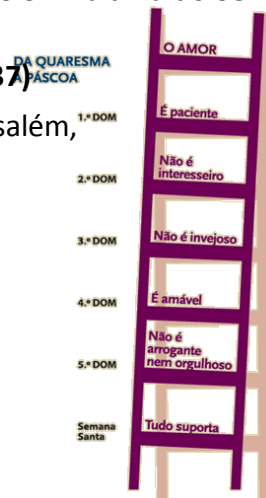 O AMOR
DA QUARESMA
À PÁSCOA
37)
salém,
1.º DOM
É paciente
2.º DOM
Não é
interesseiro
3.º DOM
Não é invejoso
4.º DOM
É amável
5.º DOM
Não é
arrogante
nem orgulhoso
Semana
Santa
Tudo suporta